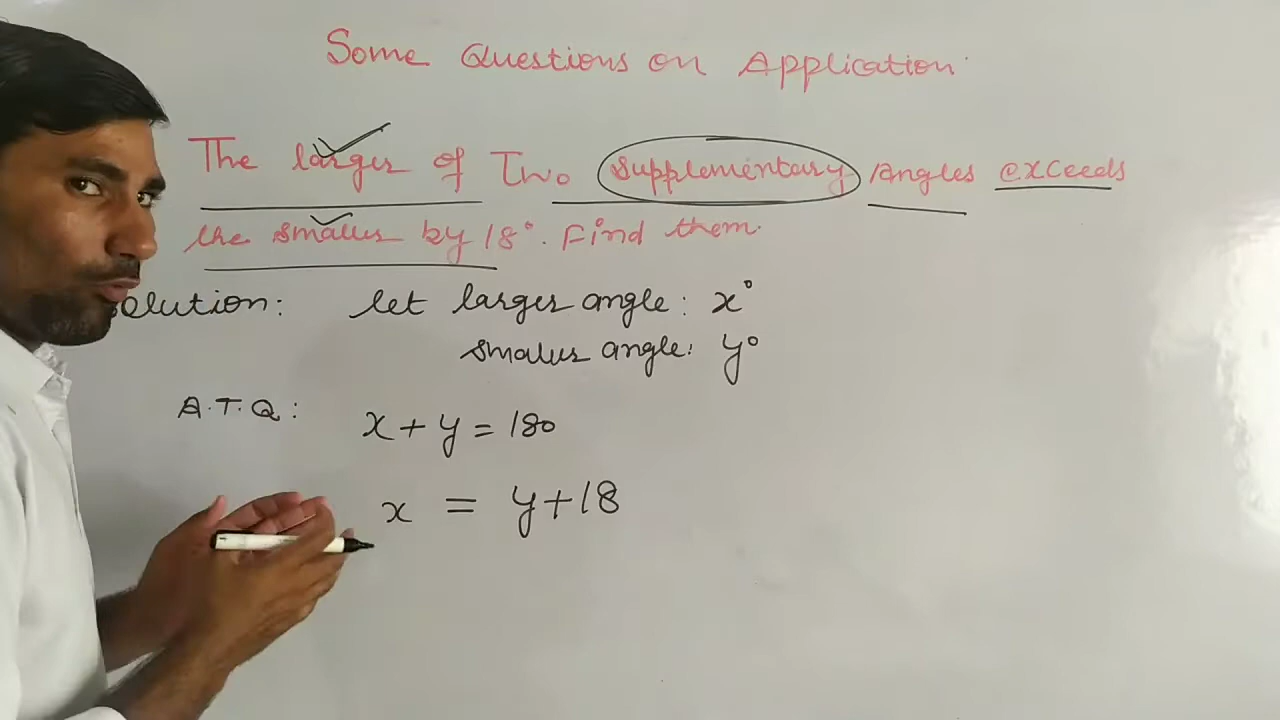 Some Questions on Application
The larger of Two Supplementary Angles exceeds
the smaller by 18°. Find them.
Solution: let larger angle: x°
smaller angle: y°
A.T.Q: x + y = 180
x = y + 18